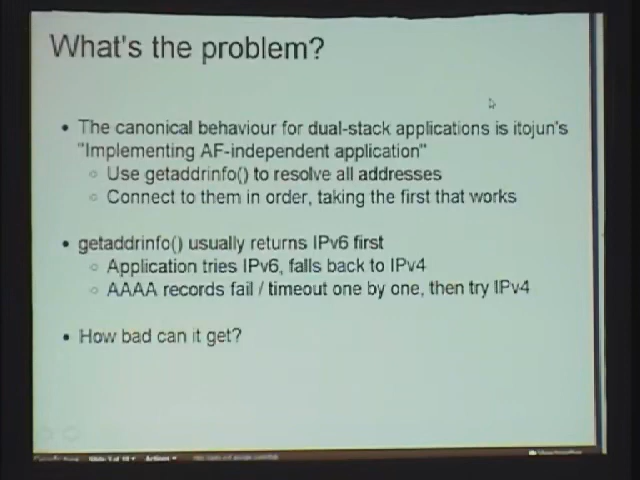 What's the problem?
• The canonical behaviour for dual-stack applications is itojun's
"Implementing AF-independent application"
○ Use getaddrinfo() to resolve all addresses
○ Connect to them in order, taking the first that works
• getaddrinfo() usually returns IPv6 first
○ Application tries IPv6, falls back to IPv4
○ AAAA records fail / timeout one by one, then try IPv4
• How bad can it get?
Actions